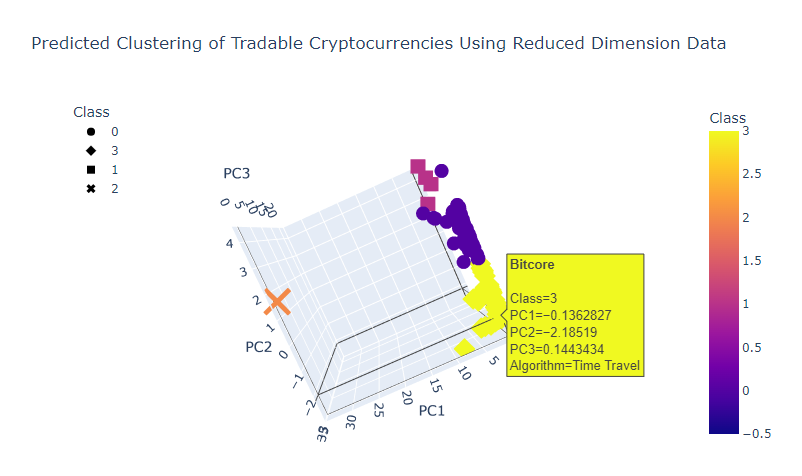 Predicted Clustering of Tradable Cryptocurrencies Using Reduced Dimension Data
Class
0
3
1
2
PC3
0
5
10
15
20
4
3
2
1
0
−1
−2
PC2
35
30
25
20
15
10
5
PC1
Bitcore
Class=3
PC1=−0.1362827
PC2=−2.18519
PC3=0.1443434
Algorithm=Time Travel
Class
3
2.5
2
1.5
1
0.5
0
−0.5